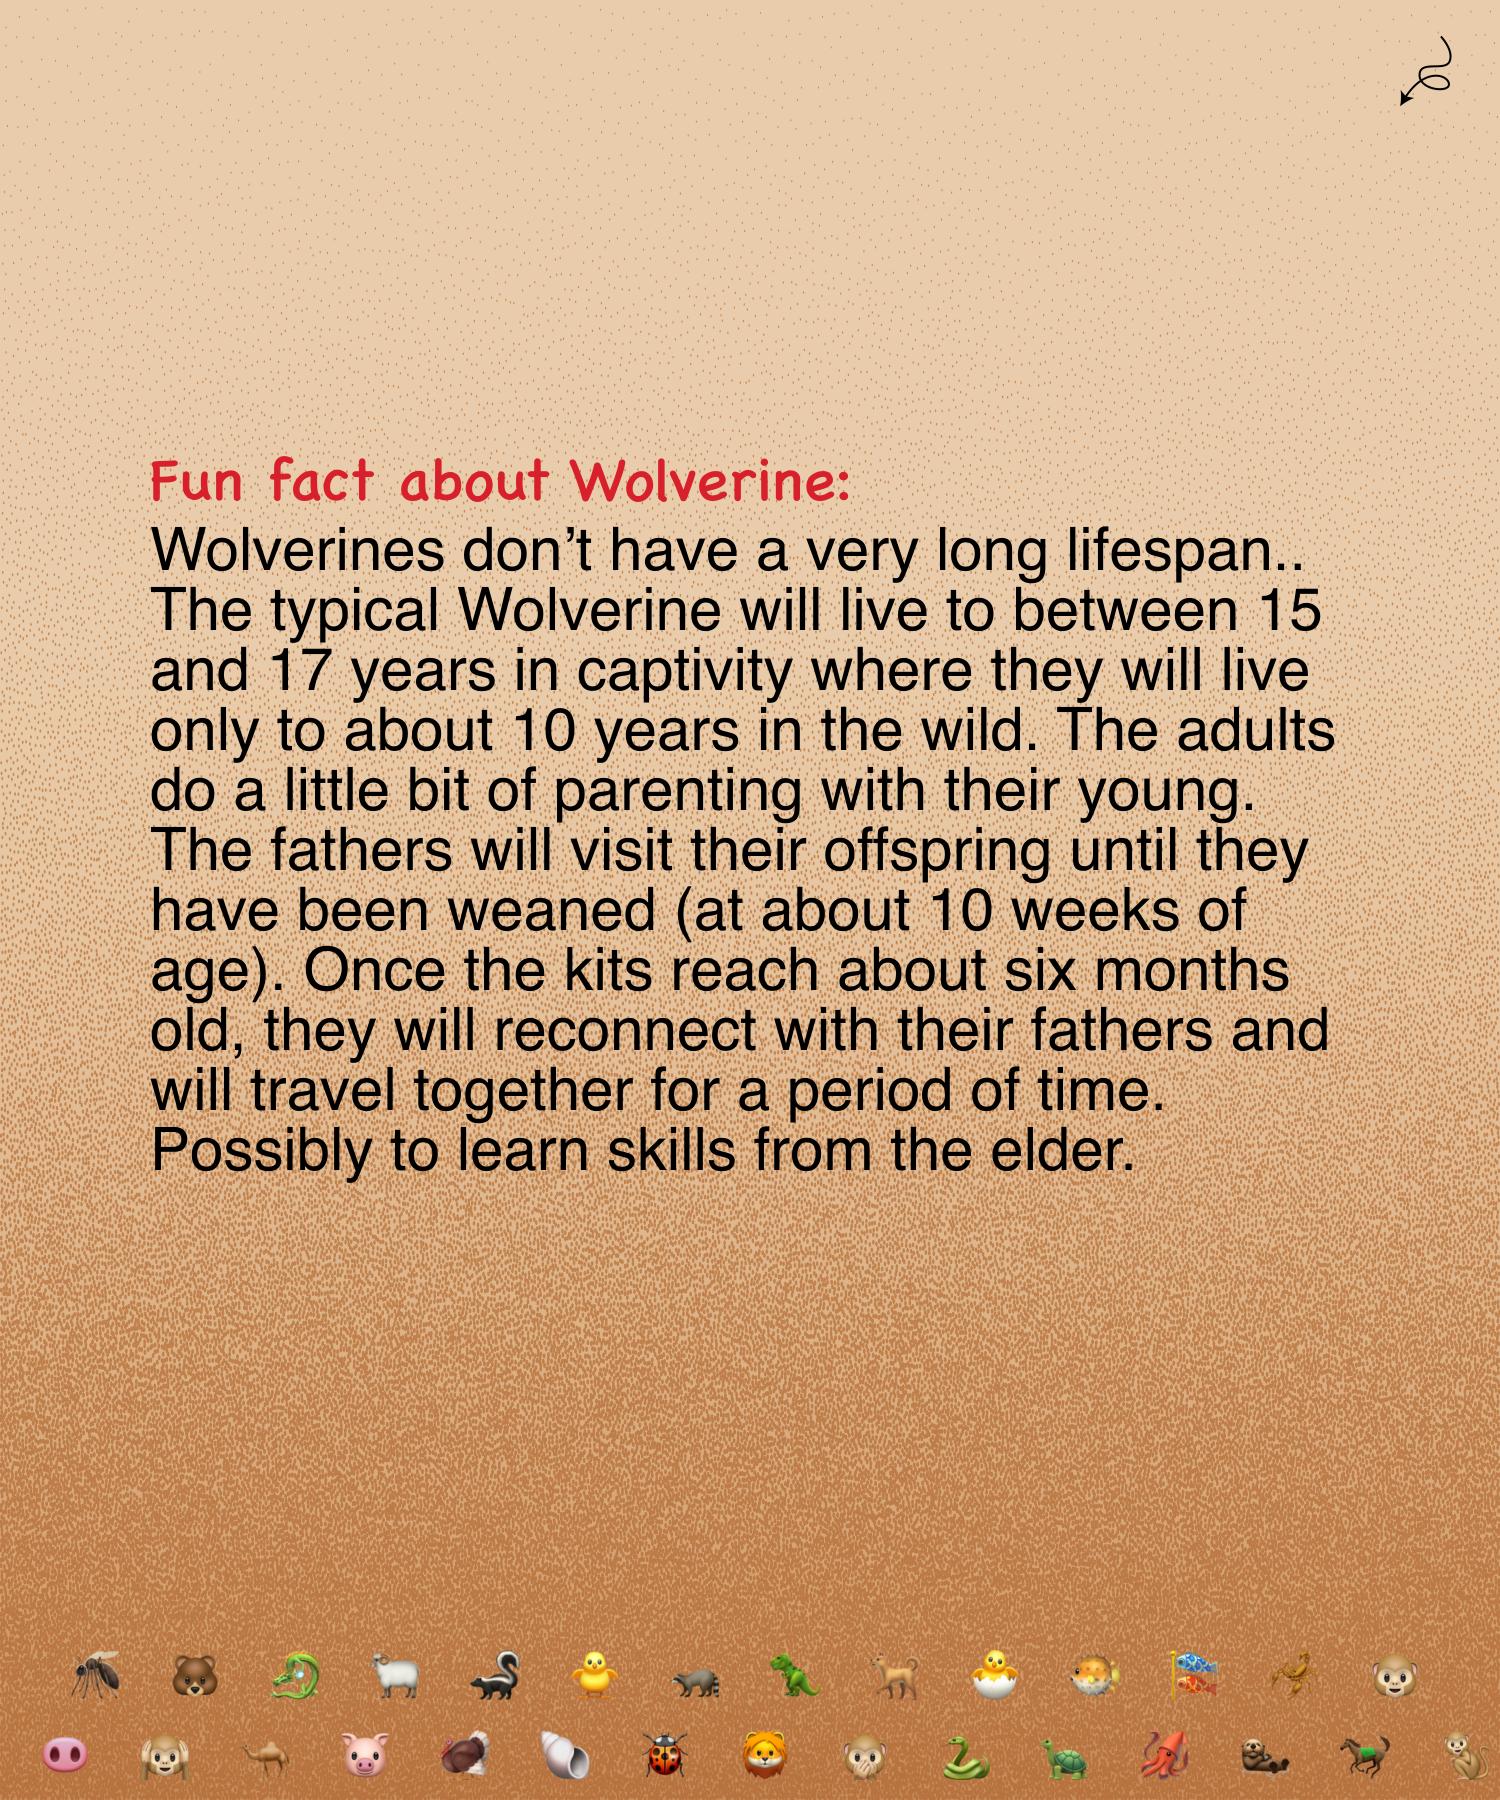 Fun fact about Wolverine:
Wolverines don’t have a very long lifespan..
The typical Wolverine will live to between 15
and 17 years in captivity where they will live
only to about 10 years in the wild. The adults
do a little bit of parenting with their young.
The fathers will visit their offspring until they
have been weaned (at about 10 weeks of
age). Once the kits reach about six months
old, they will reconnect with their fathers and
will travel together for a period of time.
Possibly to learn skills from the elder.